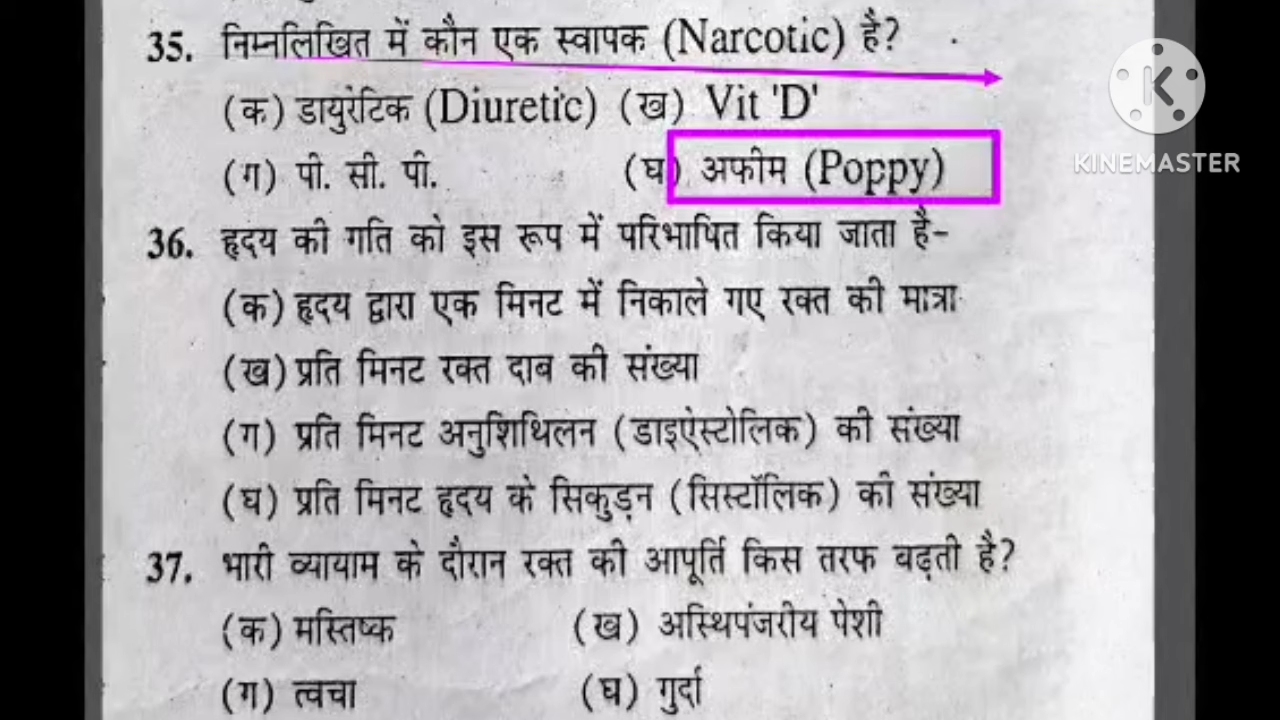 35. निम्नलिखित में कौन एक स्वापक (Narcotic) है?
(क) डायुरेटिक (Diuretic) (ख) Vit 'D'
(ग) पी. सी. पी. (घ) अफीम (Poppy)
KINEMASTER
36. हृदय की गति को इस रूप में परिभाषित किया जाता है-
(क) हृदय द्वारा एक मिनट में निकाले गए रक्त की मात्रा
(ख) प्रति मिनट रक्त दाब की संख्या
(ग) प्रति मिनट अनुशिथिलन (डाइऐस्टोलिक) की संख्या
(घ) प्रति मिनट हृदय के सिकुड़न (सिस्टॉलिक) की संख्या
37. भारी व्यायाम के दौरान रक्त की आपूर्ति किस तरफ बढ़ती है?
(क) मस्तिष्क (ख) अस्थिपंजरीय पेशी
(ग) त्वचा (घ) गुर्दा